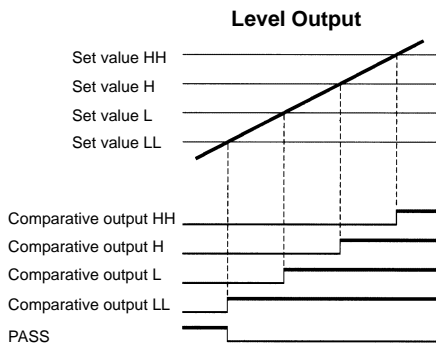 Level Output
Set value HH
Set value H
Set value L
Set value LL
Comparative output HH
Comparative output H
Comparative output L
Comparative output LL
PASS